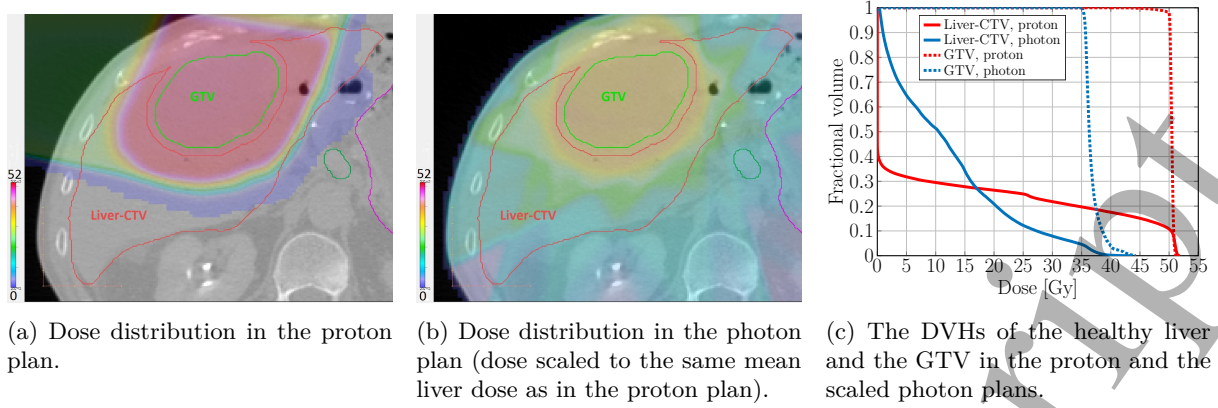 52
0
GTV
Liver-CTV
52
0
GTV
Liver-CTV
Liver-CTV, proton
Liver-CTV, photon
GTV, proton
GTV, photon
Fractional volume
1
0.9
0.8
0.7
0.6
0.5
0.4
0.3
0.2
0.1
0
0 5 10 15 20 25 30 35 40 45 50 55
Dose [Gy]
(a) Dose distribution in the proton
plan.
(b) Dose distribution in the photon
plan (dose scaled to the same mean
liver dose as in the proton plan).
(c) The DVHs of the healthy liver
and the GTV in the proton and the
scaled photon plans.
ript